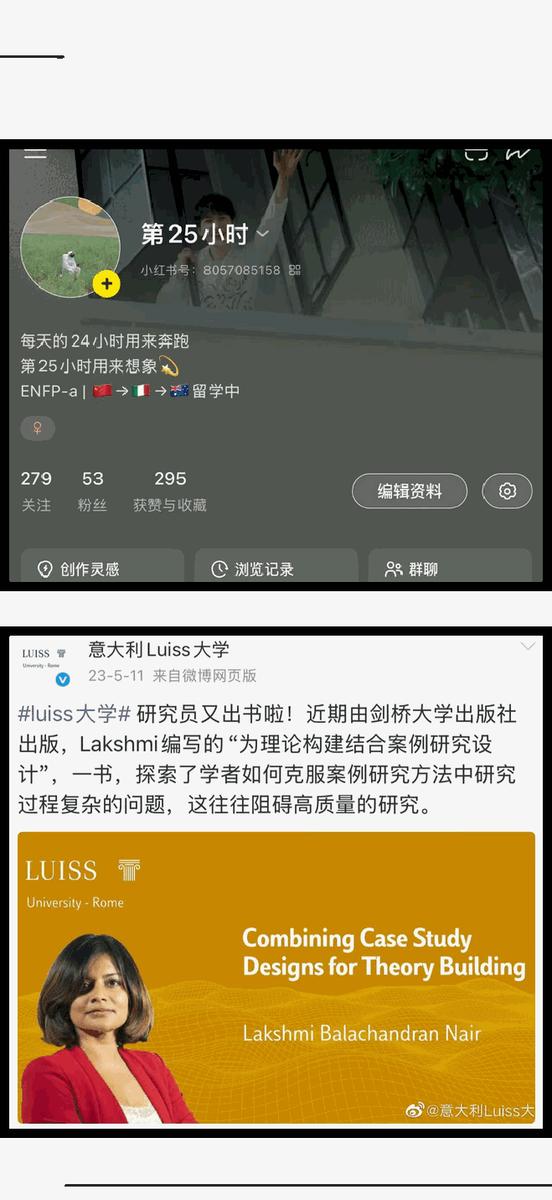 第25小时
小红书号：8057085158
每天的24小时用来奔跑
第25小时用来想象💫
ENFP-a | 🇨🇳→🇮🇹→🇦🇺留学中
♀
279 53 295
关注 粉丝 获赞与收藏
编辑资料
创作灵感 浏览记录 群聊
LUISS
University - Rome
意大利Luiss大学
23-5-11 来自微博网页版
#luiss大学# 研究员又出书啦！近期由剑桥大学出版社
出版，Lakshmi编写的“为理论构建结合案例研究设
计”，一书，探索了学者如何克服案例研究方法中研究
过程复杂的问题，这往往阻碍高质量的研究。
LUISS
University - Rome
Combining Case Study
Designs for Theory Building
Lakshmi Balachandran Nair
@意大利Luiss大